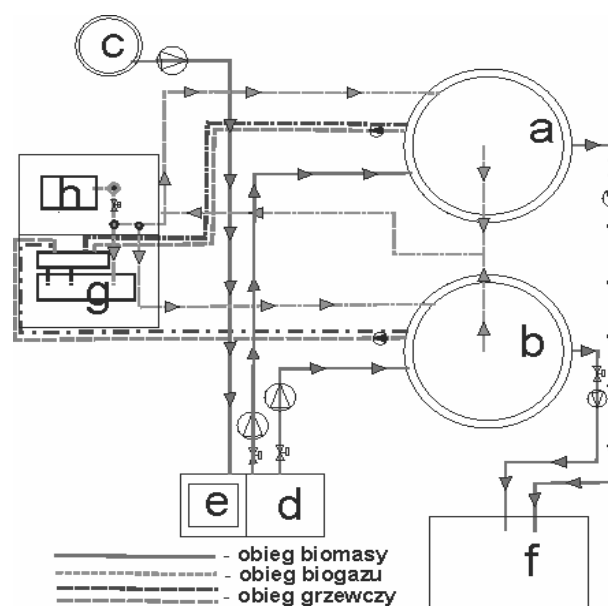 c
a
h
g
b
e
d
f
- obieg biomasy
- obieg biogazu
- obieg grzewczy